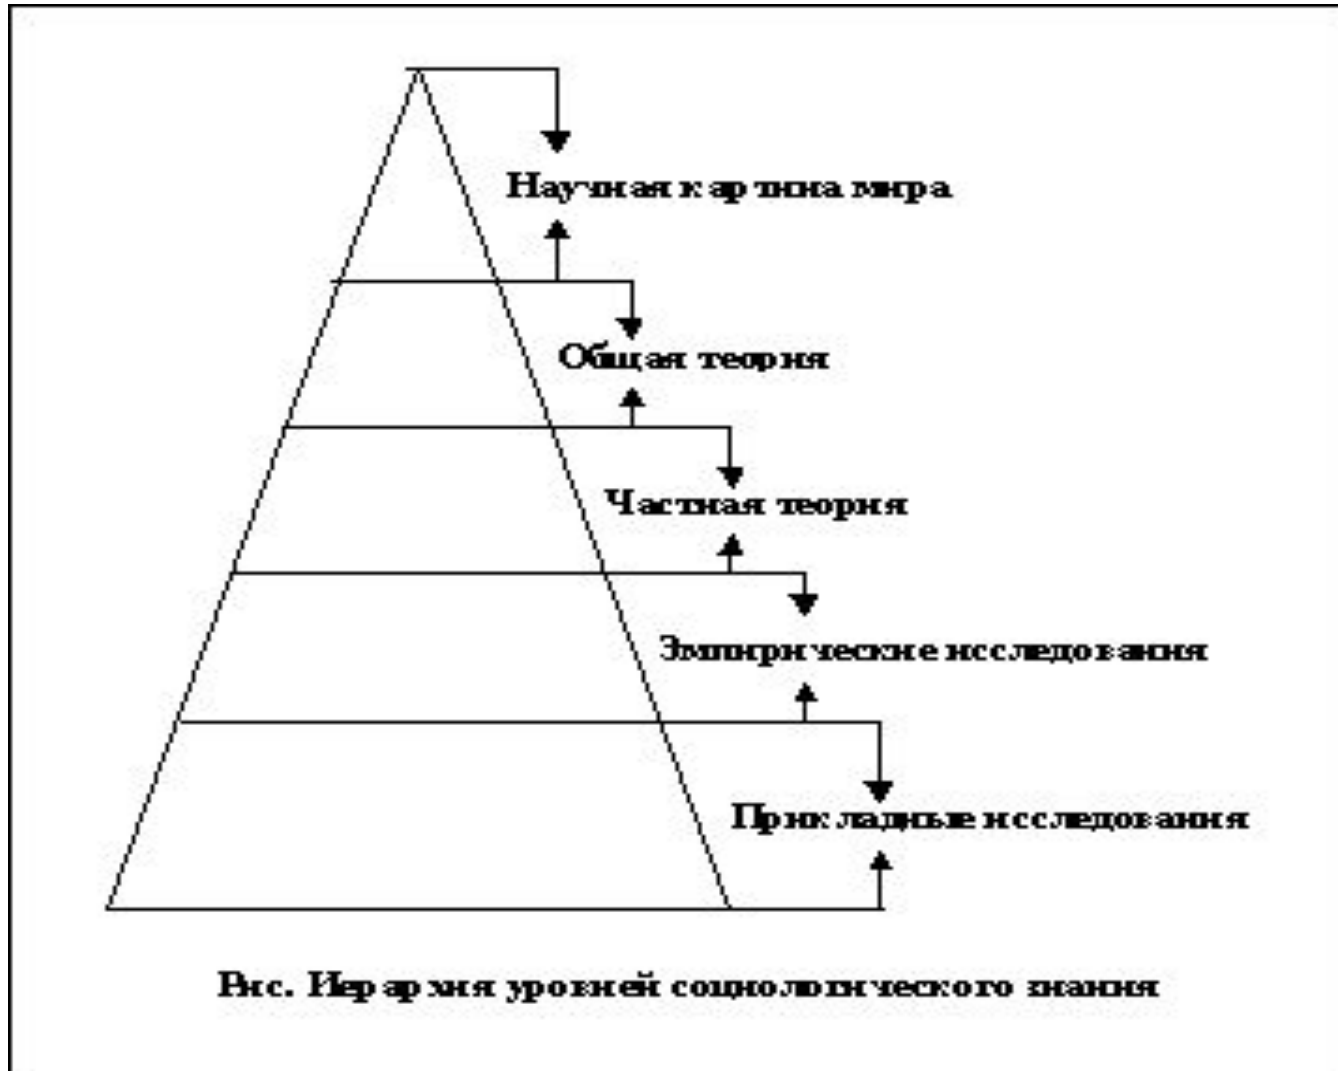 Научная картина мира
Общая теория
Частная теория
Эмпирические исследования
Прикладные исследования
Рис. Иерархия уровней социологического знания